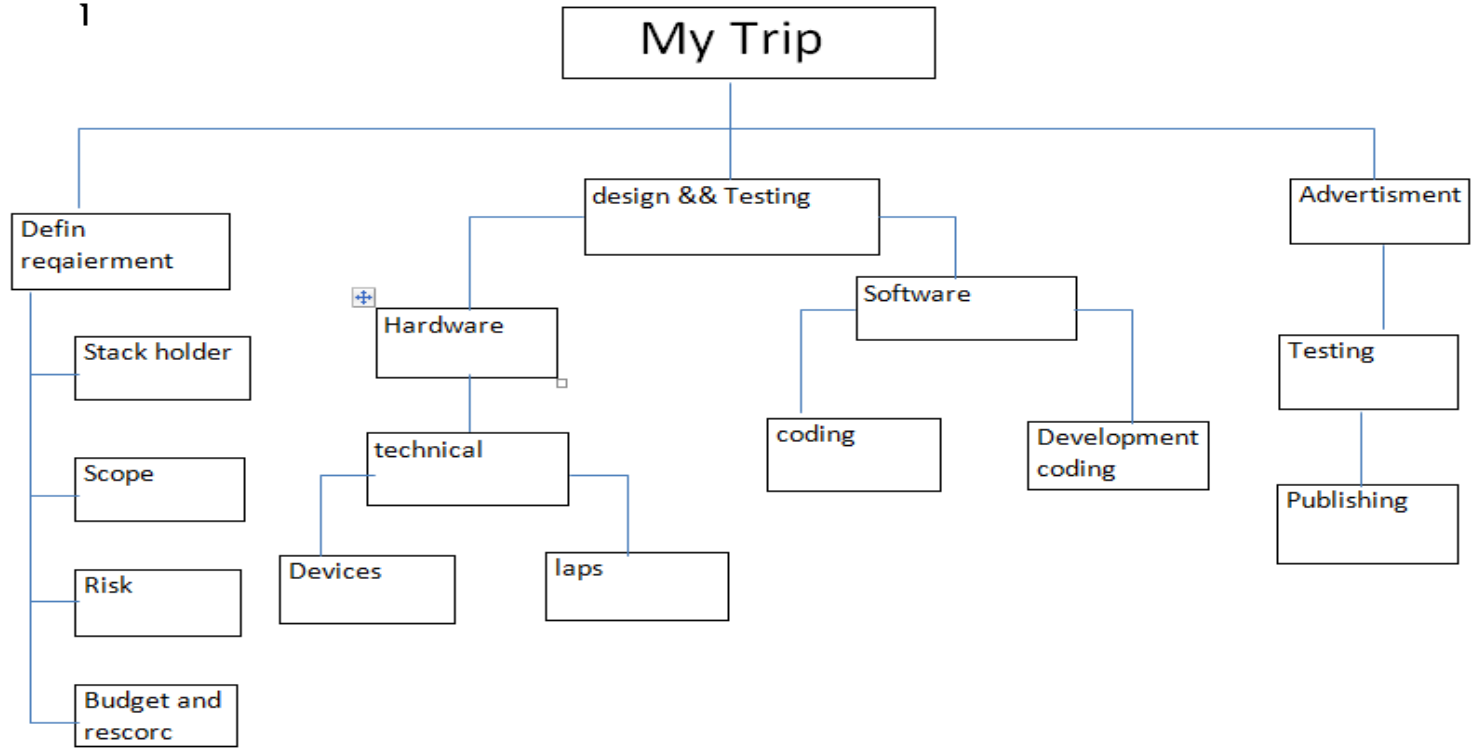 1
My Trip
design && Testing
Advertisment
Defin
reqaierment
Software
Hardware
Stack holder
Testing
coding
Development
coding
technical
Scope
Publishing
Devices
laps
Risk
Budget and
rescorc